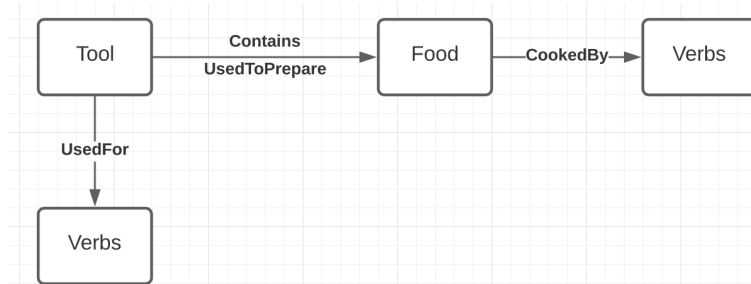 Tool
Contains
UsedToPrepare
Food
CookedBy
Verbs
UsedFor
Verbs